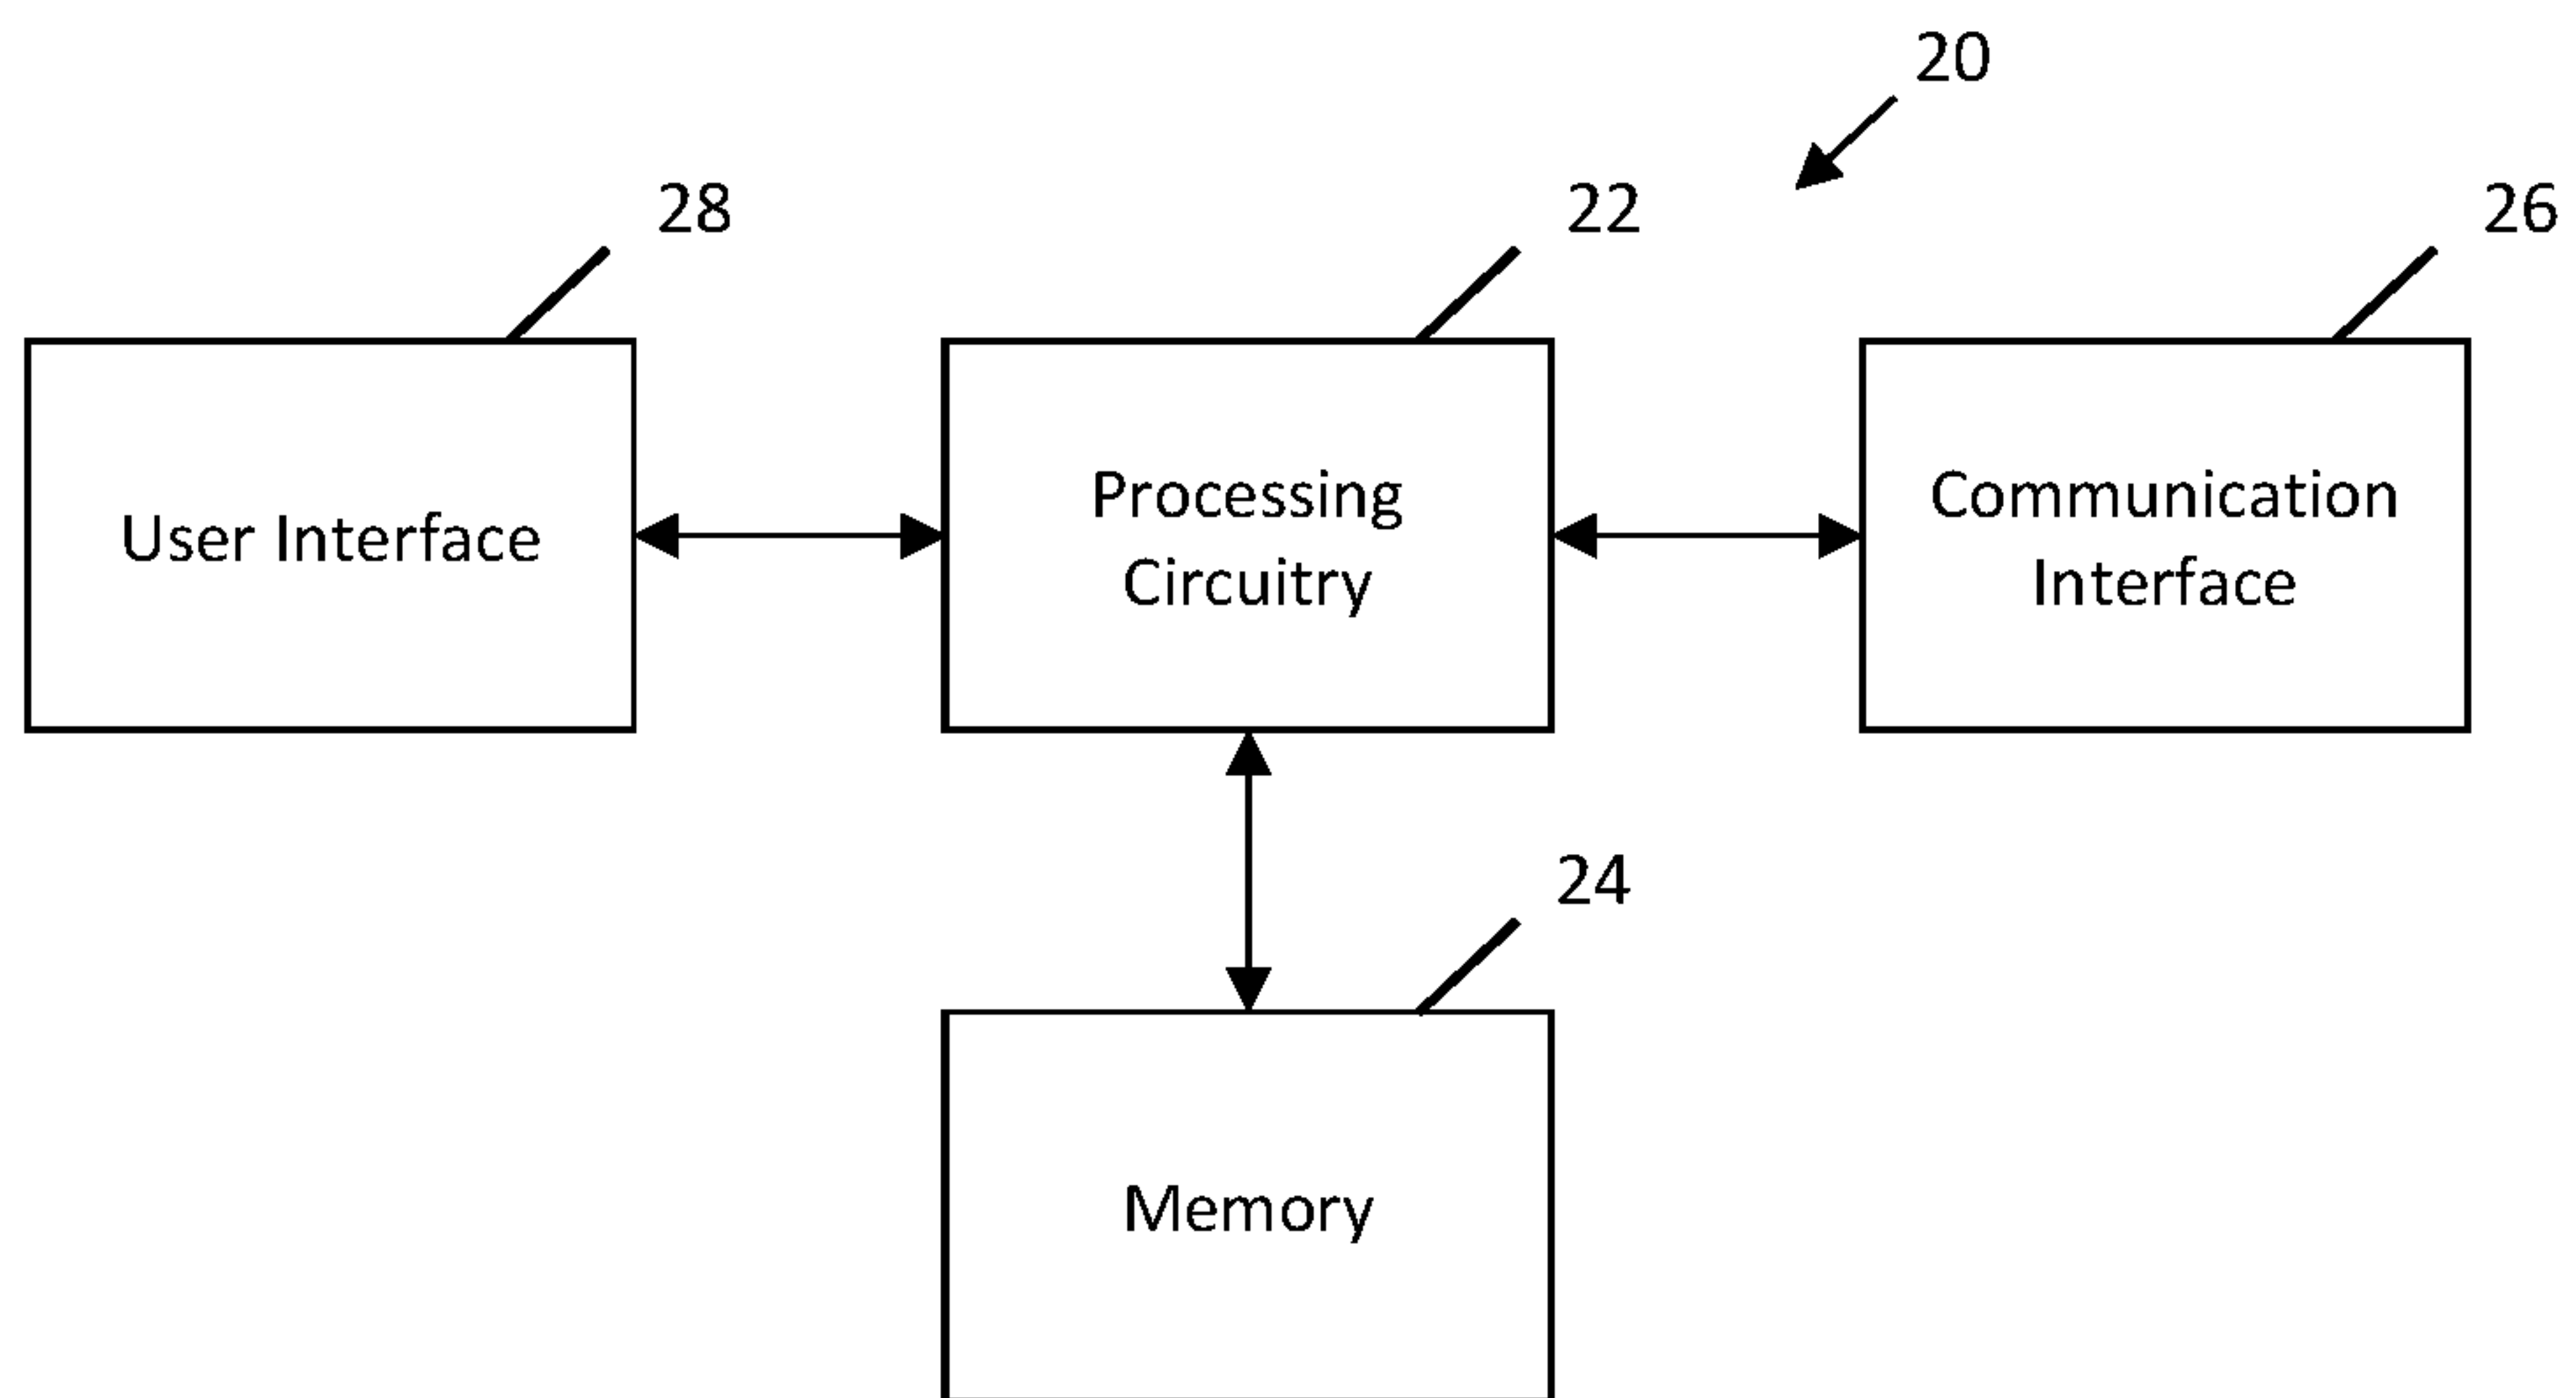 20
28
22
26
User Interface
Processing
Circuitry
Communication
Interface
24
Memory